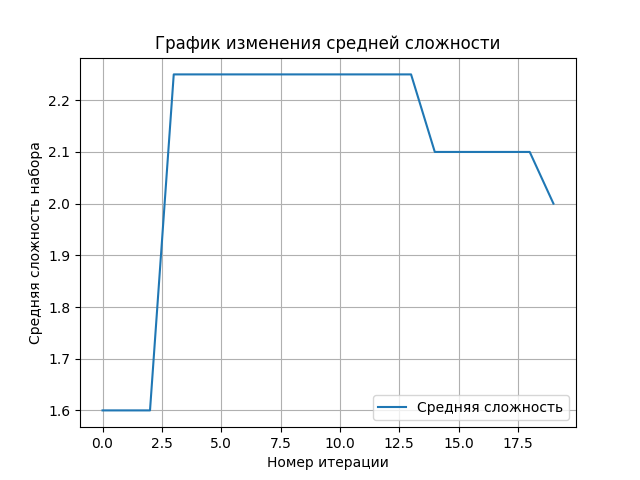 График изменения средней сложности
Средняя сложность набора
2.2
2.1
2.0
1.9
1.8
1.7
1.6
Средняя сложность
0.0 2.5 5.0 7.5 10.0 12.5 15.0 17.5
Номер итерации